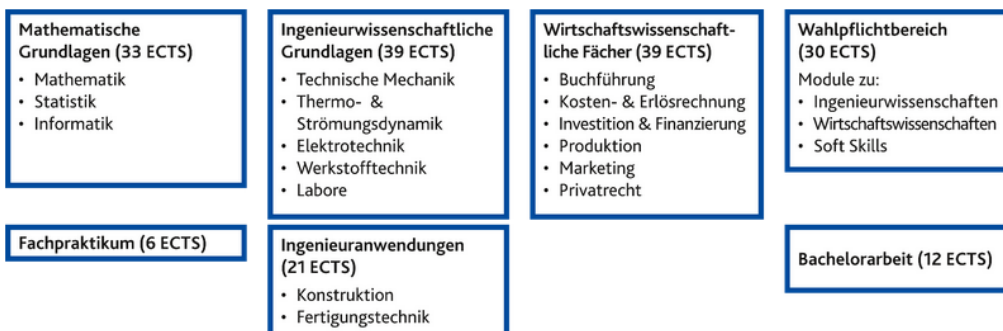 Mathematische
Grundlagen (33 ECTS)
• Mathematik
• Statistik
• Informatik
Ingenieurwissenschaftliche
Grundlagen (39 ECTS)
• Technische Mechanik
• Thermo- &
Strömungsdynamik
• Elektrotechnik
• Werkstofftechnik
• Labore
Wirtschaftswissenschaft-
liche Fächer (39 ECTS)
• Buchführung
• Kosten- & Erlösrechnung
• Investition & Finanzierung
• Produktion
• Marketing
• Privatrecht
Wahlpflichtbereich
(30 ECTS)
Module zu:
• Ingenieurwissenschaften
• Wirtschaftswissenschaften
• Soft Skills
Fachpraktikum (6 ECTS)
Ingenieuranwendungen
(21 ECTS)
• Konstruktion
• Fertigungstechnik
Bachelorarbeit (12 ECTS)